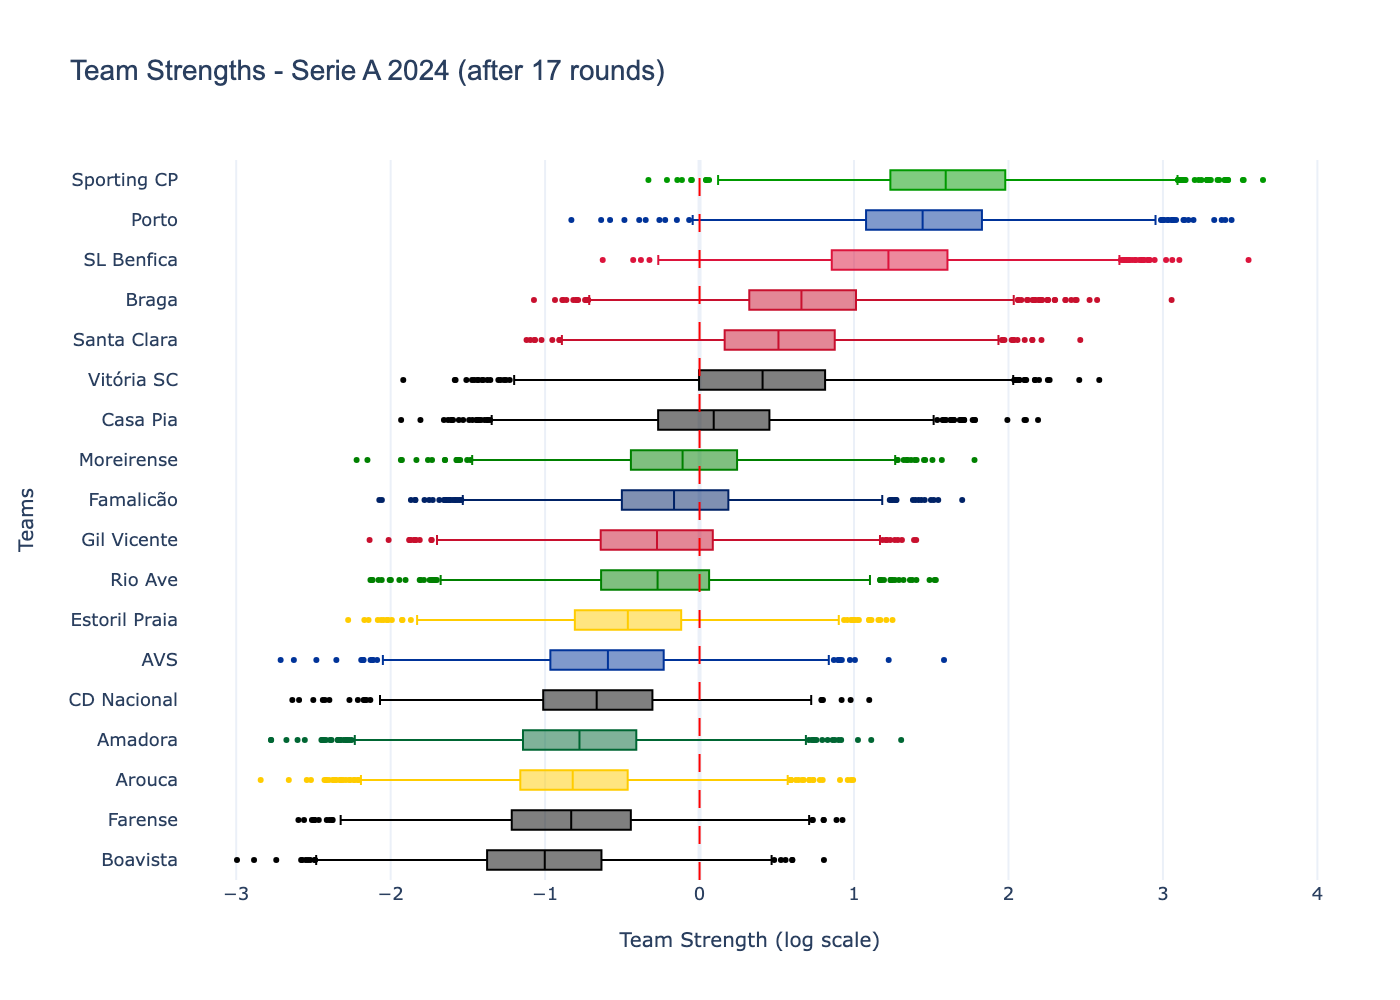 Team Strengths - Serie A 2024 (after 17 rounds)
Sporting CP
Porto
SL Benfica
Braga
Santa Clara
Vitória SC
Casa Pia
Moreirense
Famalicão
Gil Vicente
Rio Ave
Estoril Praia
AVS
CD Nacional
Amadora
Arouca
Farense
Boavista
Teams
−3 −2 −1 0 1 2 3 4
Team Strength (log scale)